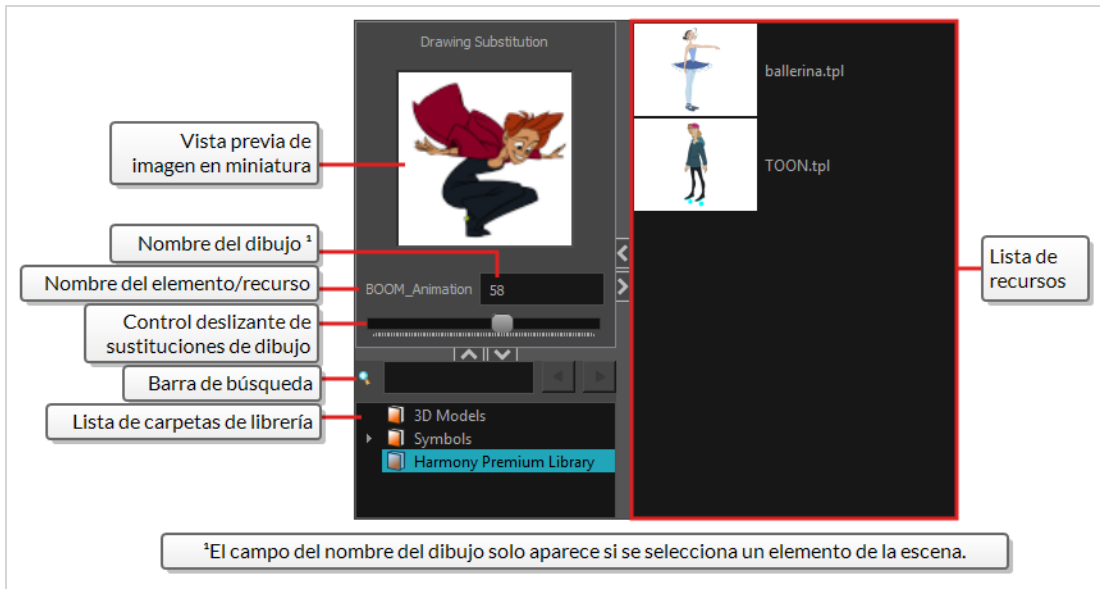 Drawing Substitution
ballerina.tpl
TOON.tpl
Vista previa de
imagen en miniatura
Nombre del dibujo ¹
Nombre del elemento/recurso
BOOM_Animation 58
Control deslizante de
sustituciones de dibujo
Barra de búsqueda
Lista de carpetas de librería
3D Models
Symbols
Harmony Premium Library
Lista de
recursos
¹El campo del nombre del dibujo solo aparece si se selecciona un elemento de la escena.